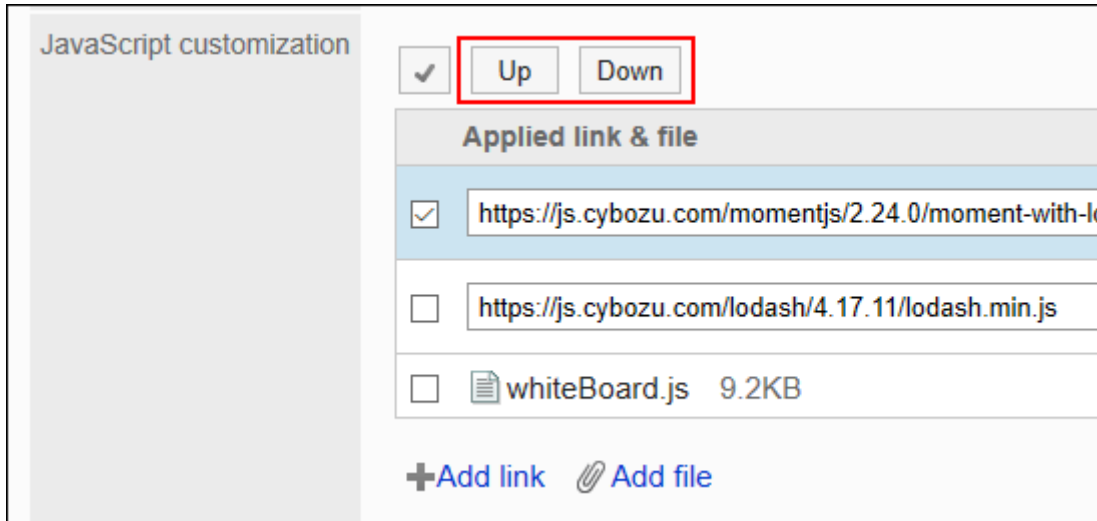 JavaScript customization
Up Down
Applied link & file
https://js.cybozu.com/momentjs/2.24.0/moment-with-l
https://js.cybozu.com/lodash/4.17.11/lodash.min.js
whiteBoard.js 9.2KB
Add link Add file